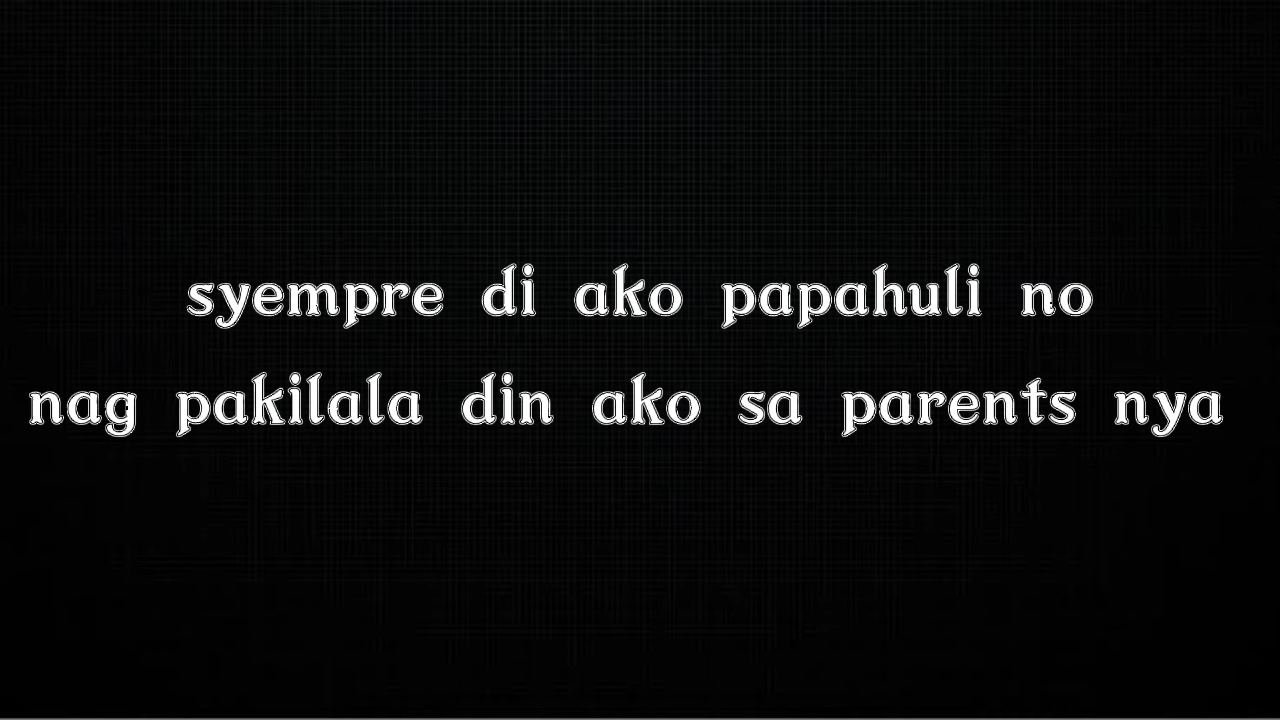 syempre di ako papahuli no
nag pakilala din ako sa parents nya